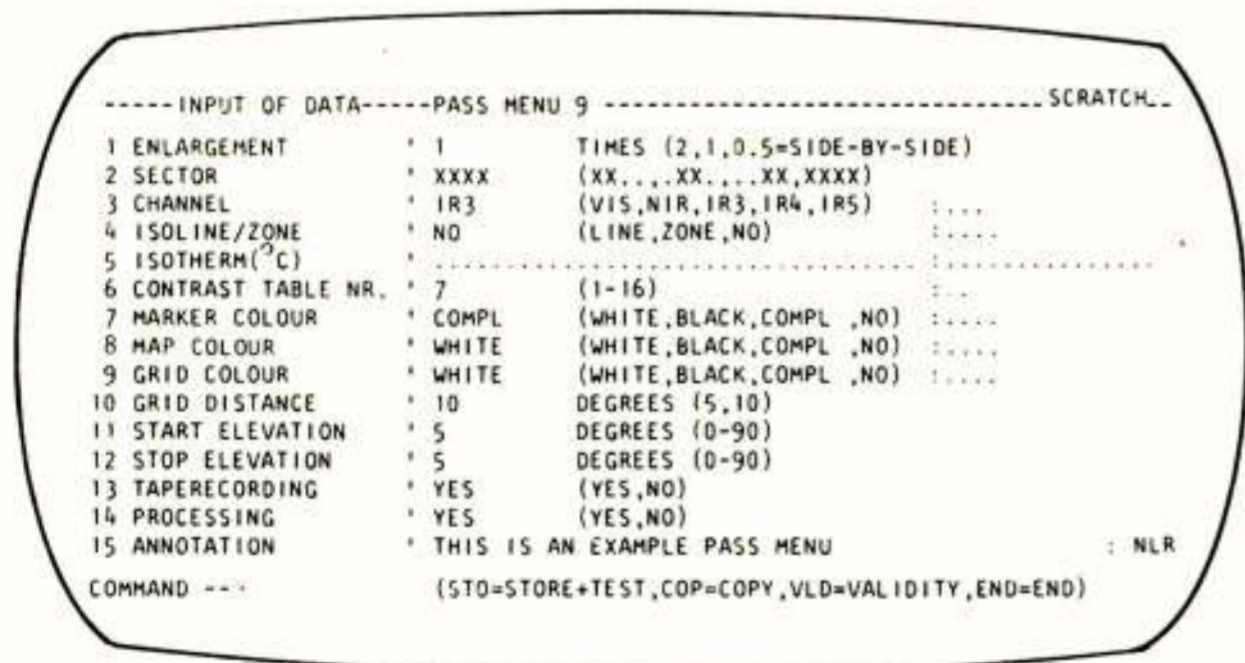 -----INPUT OF DATA-----PASS MENU 9 ------------------------------SCRATCH--
1 ENLARGEMENT ' 1 TIMES (2,1,0.5=SIDE-BY-SIDE)
2 SECTOR ' XXXX (XX..,.XX.,..XX,XXXX)
3 CHANNEL ' IR3 (VIS,NIR,IR3,IR4,IR5) :...
4 ISOLINE/ZONE ' NO (LINE,ZONE,NO) :....
5 ISOTHERM(°C) ' ................................. :...............
6 CONTRAST TABLE NR. ' 7 (1-16) :..
7 MARKER COLOUR ' COMPL (WHITE,BLACK,COMPL ,NO) :....
8 MAP COLOUR ' WHITE (WHITE,BLACK,COMPL ,NO) :....
9 GRID COLOUR ' WHITE (WHITE,BLACK,COMPL ,NO) :....
10 GRID DISTANCE ' 10 DEGREES (5,10)
11 START ELEVATION ' 5 DEGREES (0-90)
12 STOP ELEVATION ' 5 DEGREES (0-90)
13 TAPERECORDING ' YES (YES,NO)
14 PROCESSING ' YES (YES,NO)
15 ANNOTATION ' THIS IS AN EXAMPLE PASS MENU : NLR
COMMAND --- (STO=STORE+TEST,COP=COPY,VLD=VALIDITY,END=END)